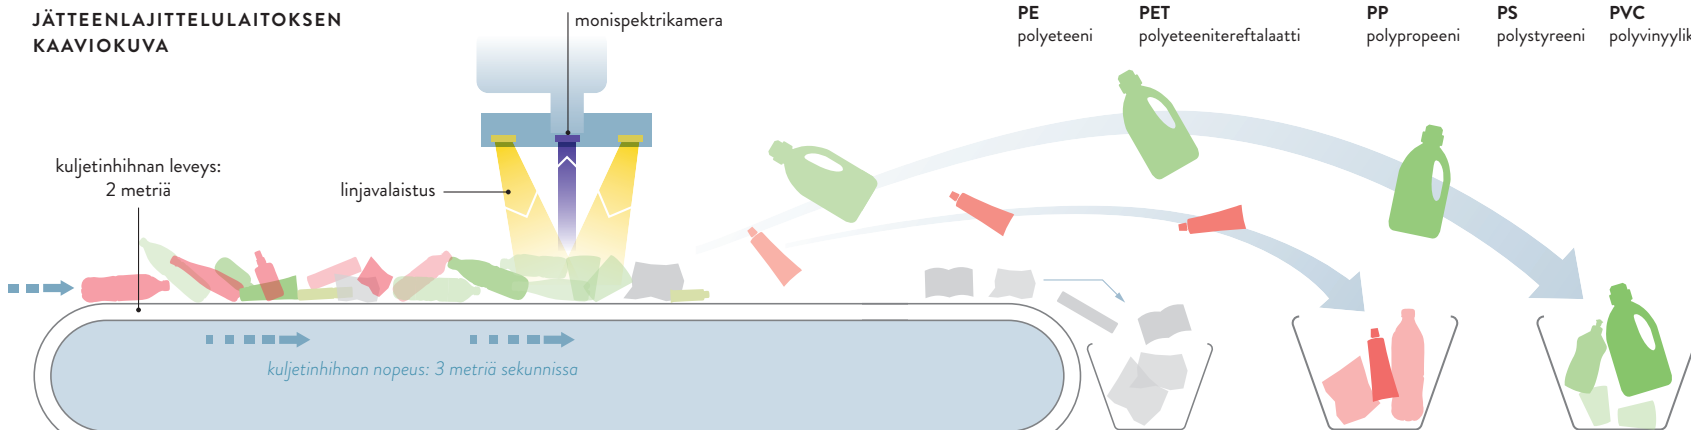 JÄTTEENLAJITTELULAITOKSEN
KAAVIOKUVA
monispektrikamera
PE
polyeteeni
PET
polyeteenitereftalaatti
PP
polypropeeni
PS
polystyreeni
PVC
kuljetinhihnan leveys:
2 metriä
linjavalaistus
kuljetinhihnan nopeus: 3 metriä sekunnissa